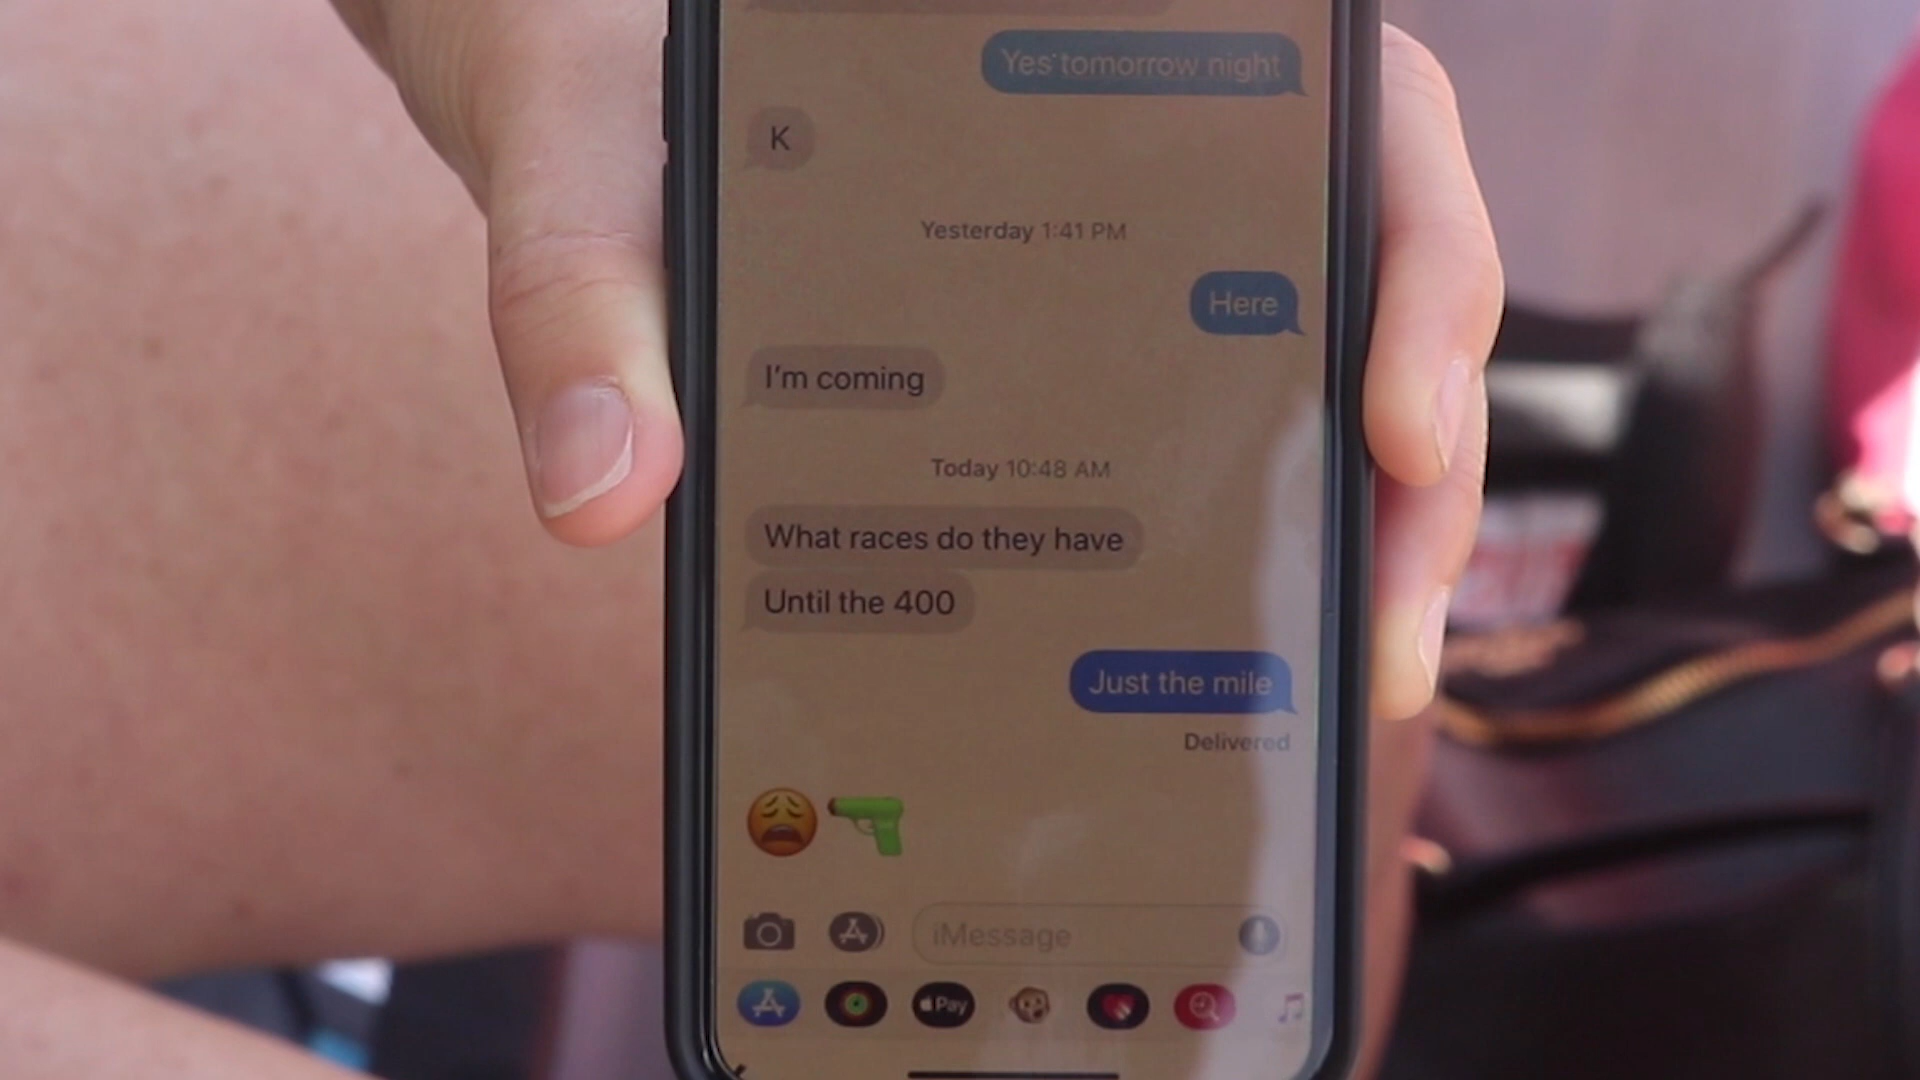 Yes tomorrow night
K
Yesterday 1:41 PM
Here
I'm coming
Today 10:48 AM
What races do they have
Until the 400
Just the mile
Delivered
iMessage
Pay